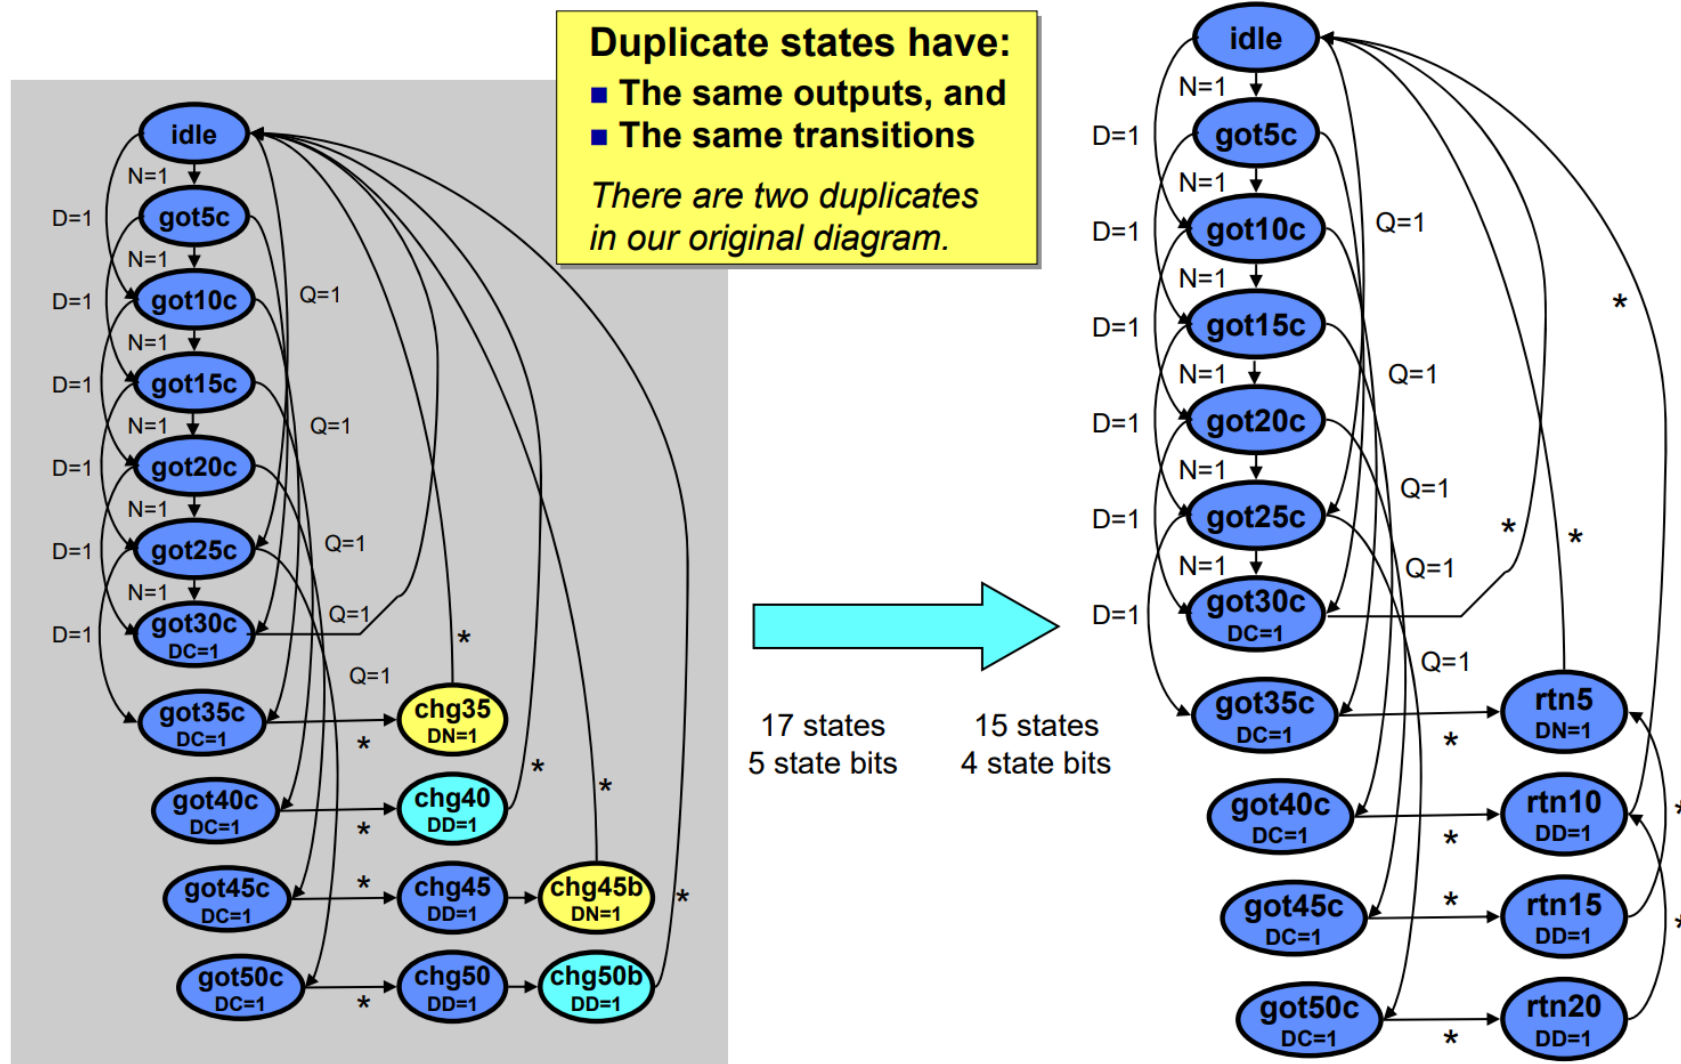 Duplicate states have:
■ The same outputs, and
■ The same transitions
There are two duplicates
in our original diagram.
idle
N=1
D=1
got5c
N=1
D=1
got10c
Q=1
N=1
D=1
got15c
Q=1
N=1
D=1
got20c
N=1
Q=1
D=1
got25c
N=1
Q=1
D=1
got30c
DC=1
*
Q=1
got35c
DC=1
*
chg35
DN=1
*
got40c
DC=1
*
chg40
DD=1
*
got45c
DC=1
*
chg45
DD=1
chg45b
DN=1
*
got50c
DC=1
*
chg50
DD=1
chg50b
DD=1
17 states
5 state bits
15 states
4 state bits
idle
N=1
D=1
got5c
N=1
D=1
got10c
Q=1
*
N=1
D=1
got15c
Q=1
N=1
D=1
got20c
N=1
Q=1
D=1
got25c
*
*
N=1
Q=1
D=1
got30c
DC=1
Q=1
got35c
DC=1
*
rtn5
DN=1
got40c
DC=1
*
rtn10
DD=1
*
got45c
DC=1
*
rtn15
DD=1
*
got50c
DC=1
*
rtn20
DD=1